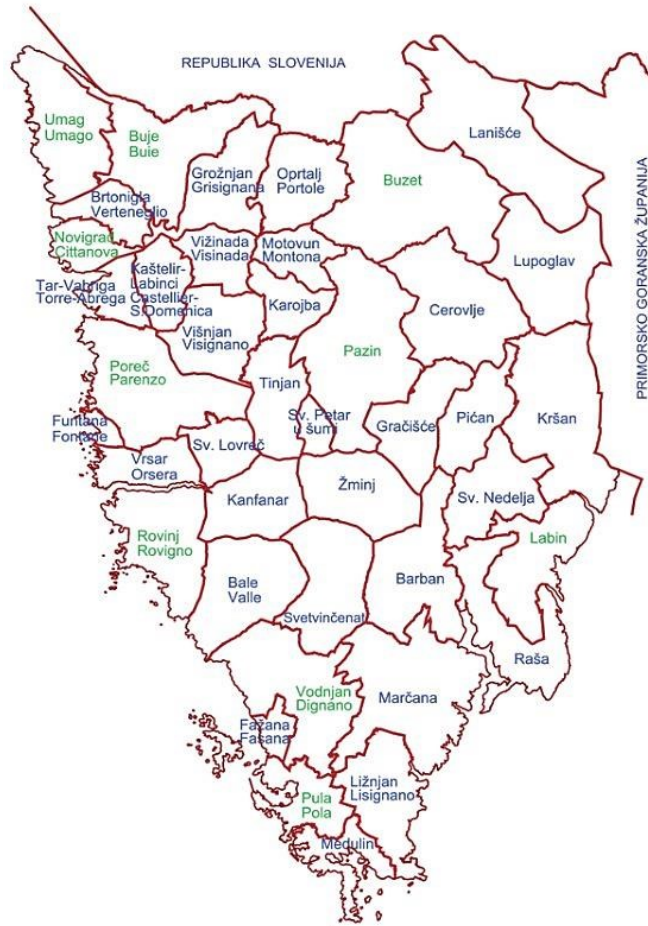 REPUBLIKA SLOVENIJA
PRIMORSKO GORANSKA ŽUPANIJA
Umag
Umago
Buje
Buie
Grožnjan
Grisignana
Oprtalj
Portole
Buzet
Lanišće
Brtonigla
Verteneglio
Novigrad
Cittanova
Vižinada
Visinada
Motovun
Montona
Lupoglav
Tar-Vabriga
Torre-Abrega
Kaštelir-
Labinci
Castellier-
S.Domenica
Karojba
Cerovlje
Višnjan
Visignano
Poreč
Parenzo
Pazin
Tinjan
Funtana
Fontane
Sv. Lovreč
Sv. Petar
u šumi
Gračišće
Pićan
Kršan
Vrsar
Orsera
Kanfanar
Žminj
Sv. Nedelja
Rovinj
Rovigno
Labin
Bale
Valle
Svetvinčenat
Barban
Raša
Vodnjan
Dignano
Marčana
Fažana
Fasana
Ližnjan
Lisignano
Pula
Pola
Medulin